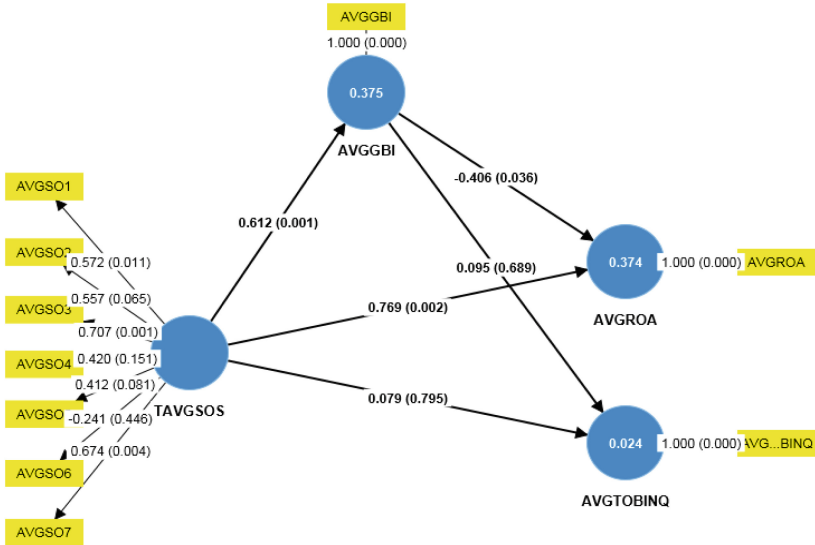 AVGGBI
1.000 (0.000)
0.375
AVGGBI
AVGSO1
-0.406 (0.036)
0.612 (0.001)
AVGSO2
0.572 (0.011)
0.374
1.000 (0.000)
AVGROA
0.095 (0.689)
0.557 (0.065)
AVGSO3
0.769 (0.002)
AVGROA
0.707 (0.001)
AVGSO4
0.420 (0.151)
0.412 (0.081)
0.079 (0.795)
AVGSO
TAVGSOS
-0.241 (0.446)
0.024
1.000 (0.000)
AVG...BINQ
0.674 (0.004)
AVGSO6
AVGTOBINQ
AVGSO7